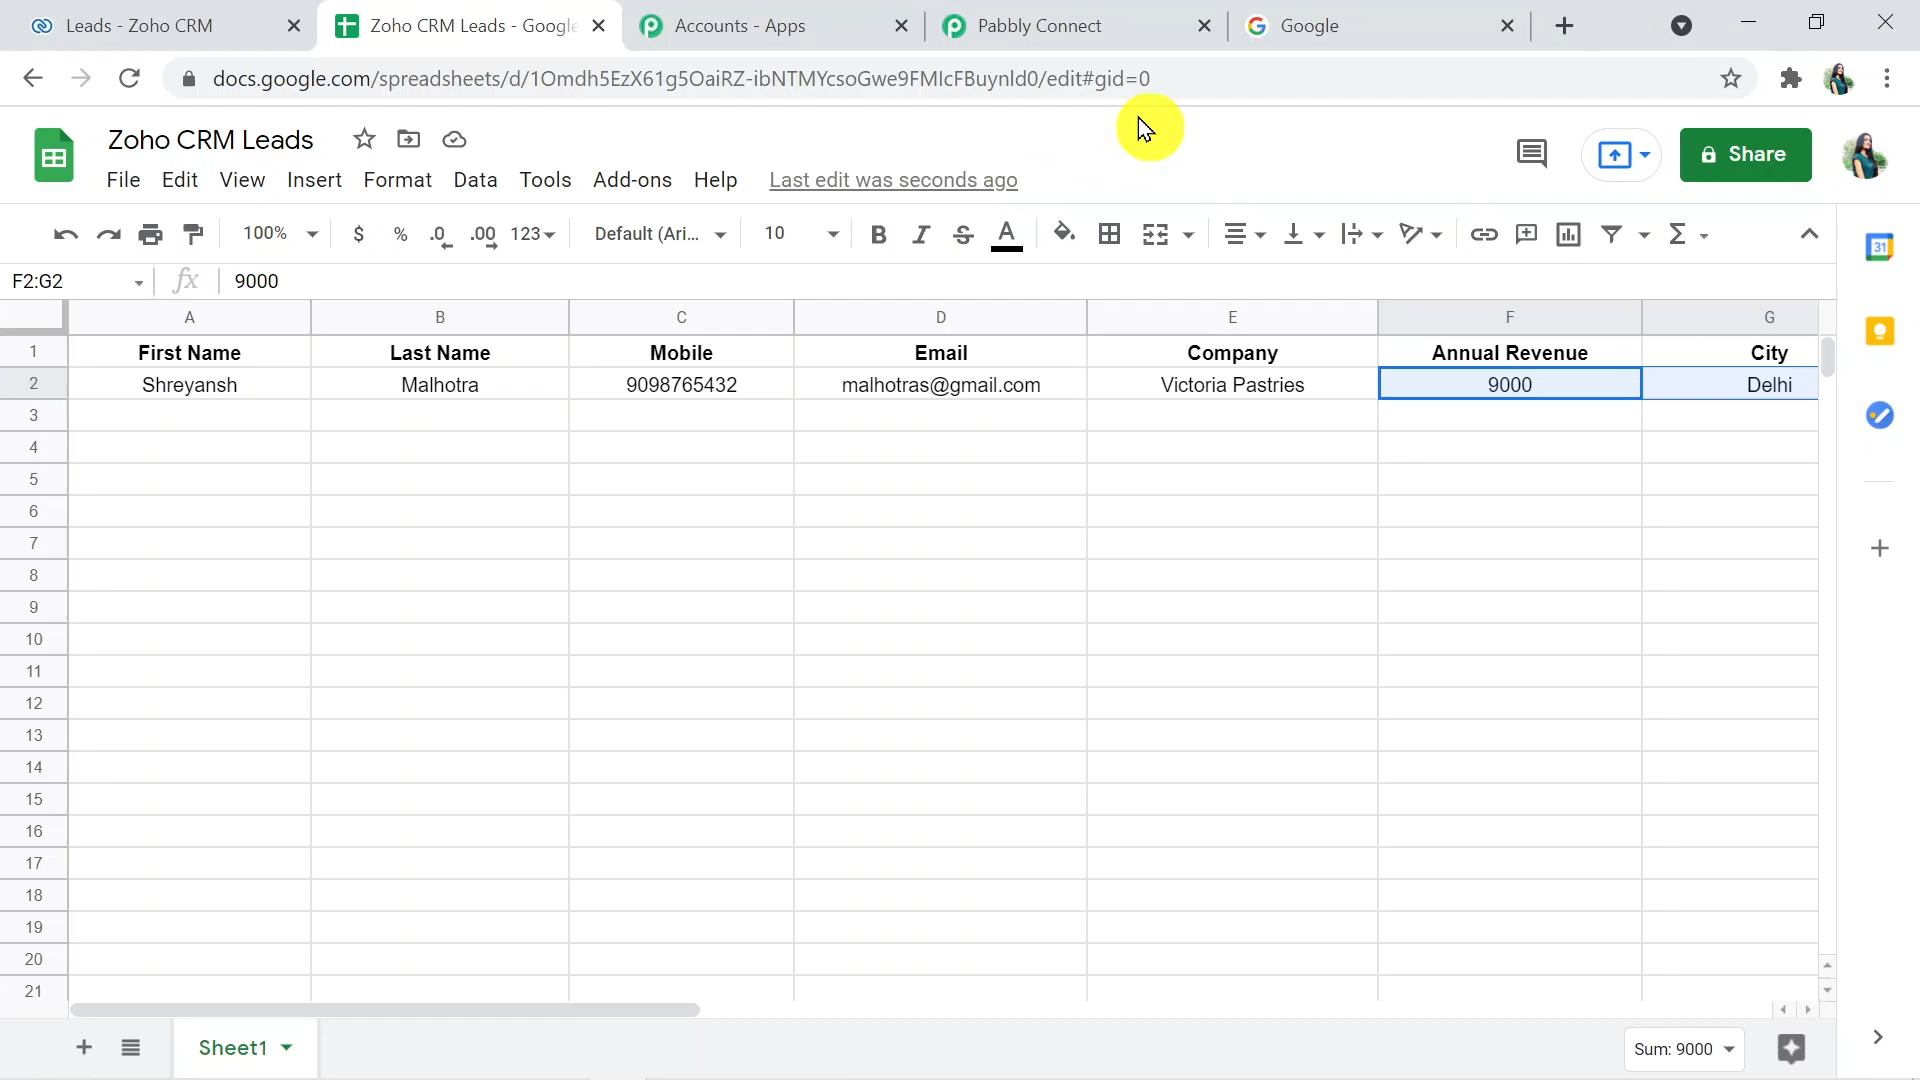 Leads - Zoho CRM
Zoho CRM Leads - Google
Accounts - Apps
Pabbly Connect
Google
docs.google.com/spreadsheets/d/1Omdh5EzX61g5OaiRZ-ibNTMYcsoGwe9FMIcFBuynld0/edit#gid=0
Zoho CRM Leads
Share
File Edit View Insert Format Data Tools Add-ons Help Last edit was seconds ago
100% $ % .0 .00 123 Default (Ari... 10 B I S A Σ
31
F2:G2 fx 9000
A B C D E F G
1 First Name Last Name Mobile Email Company Annual Revenue City
2 Shreyansh Malhotra 9098765432 malhotras@gmail.com Victoria Pastries 9000 Delhi
3
4
5
6
7
8
9
10
11
12
13
14
15
16
17
18
19
20
21
Sheet1
Sum: 9000